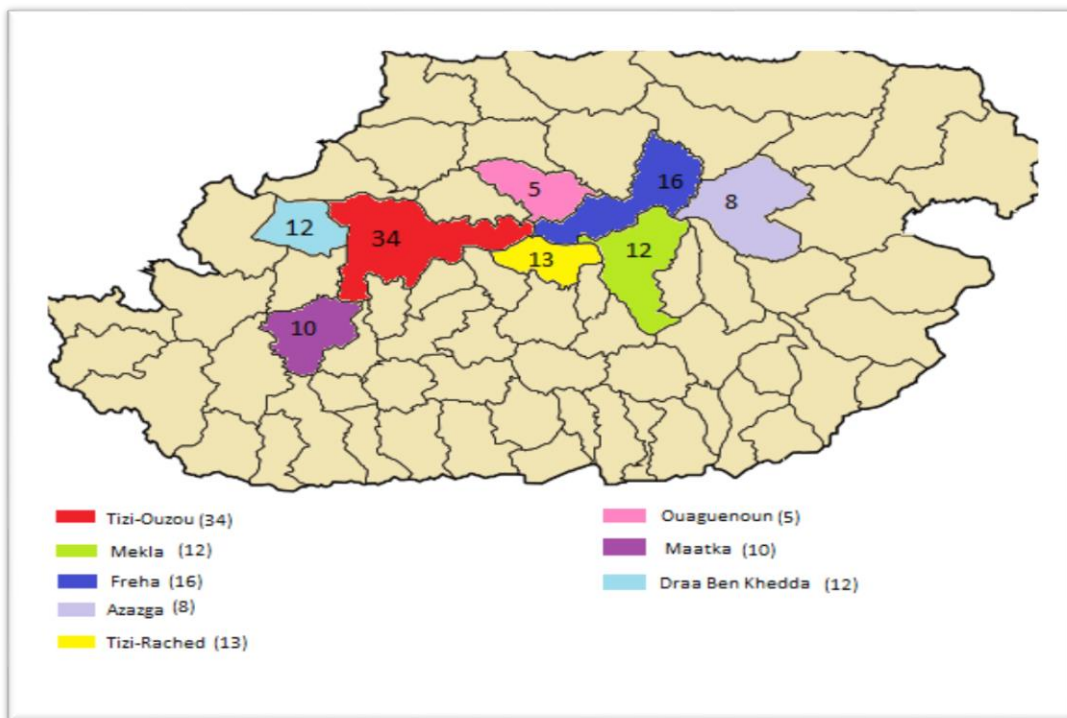 16
5
8
12
34
12
13
10
Tizi-Ouzou (34)
Mekla (12)
Freha (16)
Azazga (8)
Tizi-Rached (13)
Ouaguenoun (5)
Maatka (10)
Draa Ben Khedda (12)